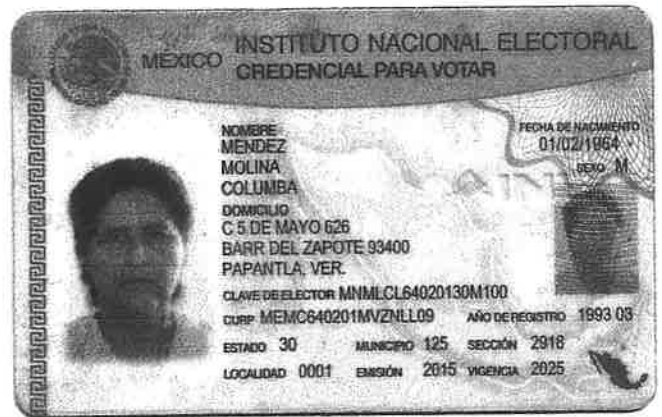 MÉXICO INSTITUTO NACIONAL ELECTORAL
CREDENCIAL PARA VOTAR
NOMBRE
MENDEZ
MOLINA
COLUMBA
FECHA DE NACIMIENTO
01/02/1964
SEXO M
DOMICILIO
C 5 DE MAYO 626
BARR DEL ZAPOTE 93400
PAPANTLA, VER.
CLAVE DE ELECTOR MNMLCL64020130M100
CURP MEMC640201MVZNLL09 AÑO DE REGISTRO 1993 03
ESTADO 30 MUNICIPIO 125 SECCIÓN 2918
LOCALIDAD 0001 EMISIÓN 2015 VIGENCIA 2025